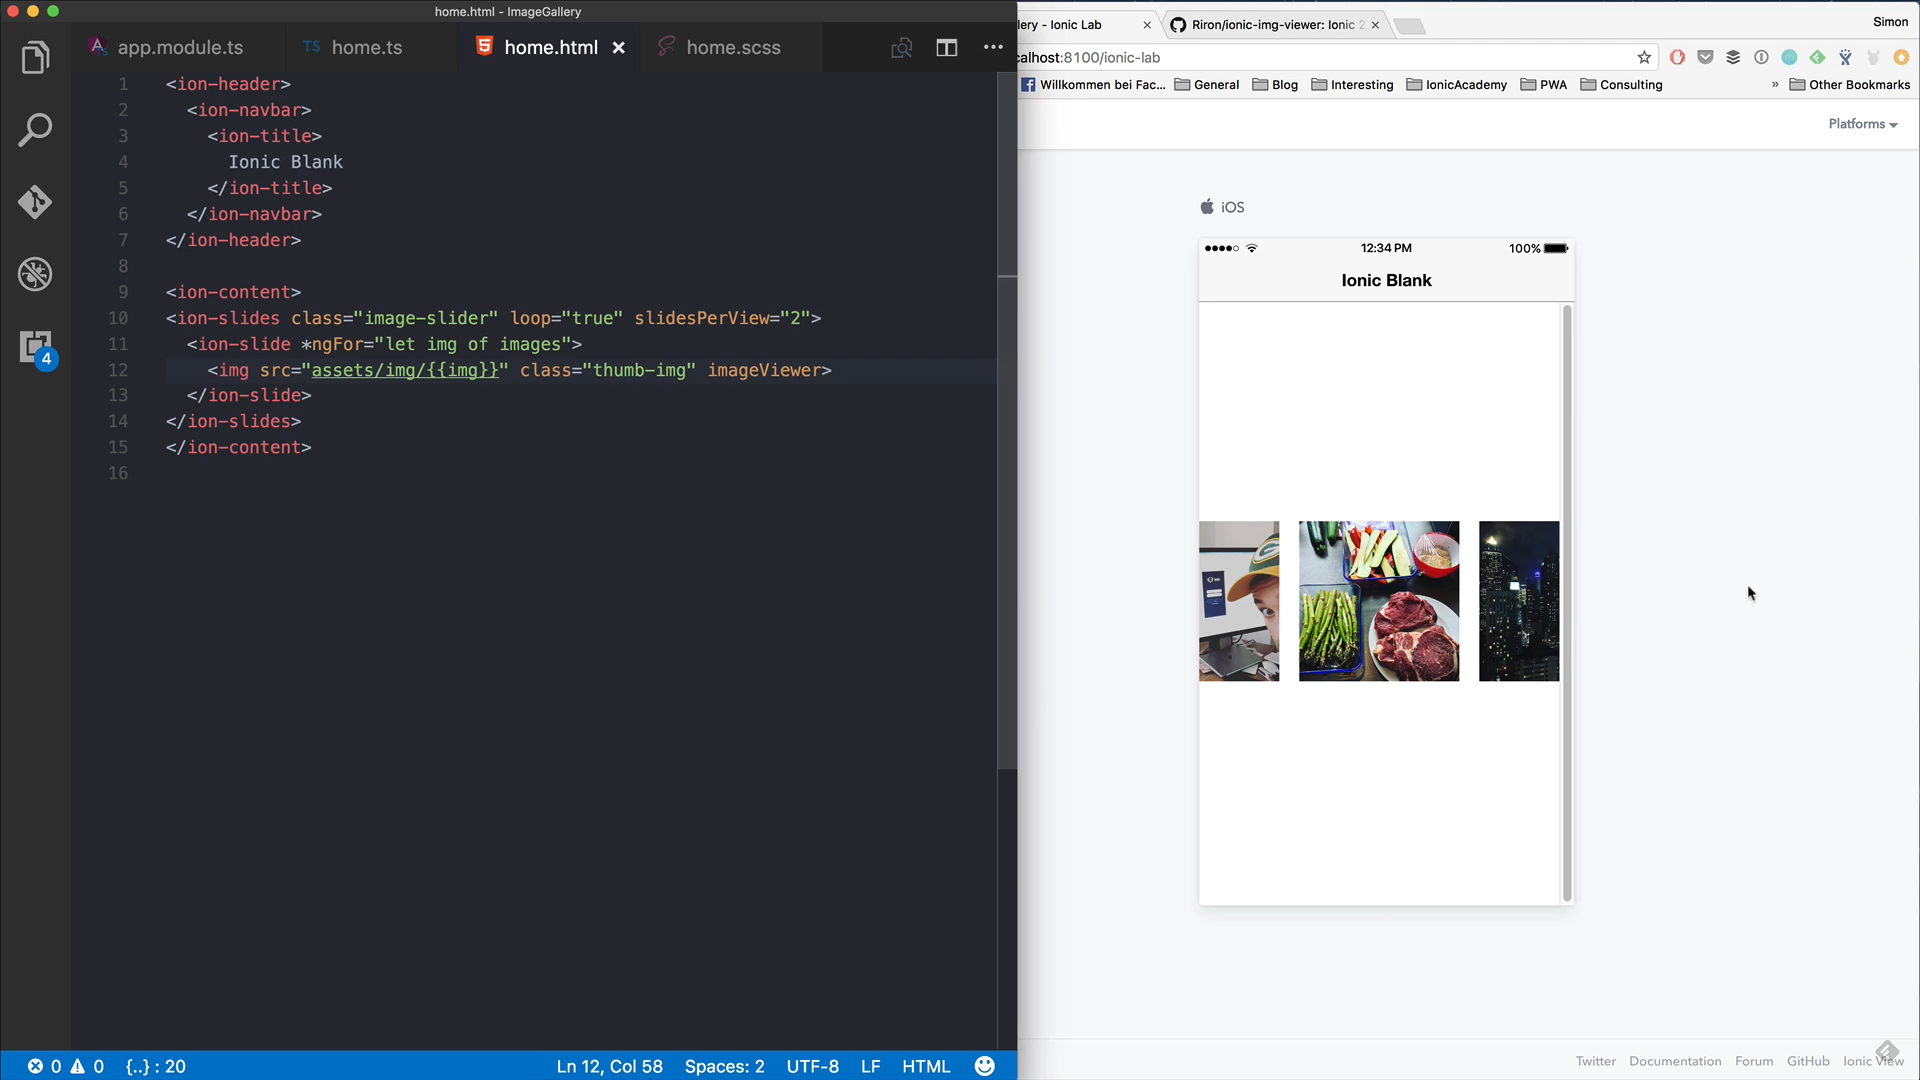 home.html - ImageGallery
app.module.ts
TS home.ts
home.html
home.scss
1 <ion-header>
2 <ion-navbar>
3 <ion-title>
4 Ionic Blank
5 </ion-title>
6 </ion-navbar>
7 </ion-header>
8
9 <ion-content>
10 <ion-slides class="image-slider" loop="true" slidesPerView="2">
11 <ion-slide *ngFor="let img of images">
12 <img src="assets/img/{{img}}" class="thumb-img" imageViewer>
13 </ion-slide>
14 </ion-slides>
15 </ion-content>
16
4
0 0 {..} : 20
Ln 12, Col 58 Spaces: 2 UTF-8 LF HTML
lery - Ionic Lab
Riron/ionic-img-viewer: Ionic 2
Simon
calhost:8100/ionic-lab
Willkommen bei Fac... General Blog Interesting IonicAcademy PWA Consulting » Other Bookmarks
Platforms
iOS
12:34 PM 100%
Ionic Blank
Twitter Documentation Forum GitHub Ionic View